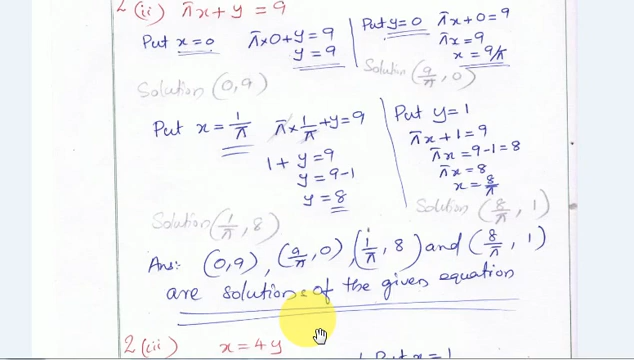 2 (ii) πx + y = 9
Put x = 0 π×0 + y = 9
y = 9
Put y = 0 πx + 0 = 9
πx = 9
x = 9/π
Solution (0, 9)
Solution (9/π, 0)
Put x = 1/π π × 1/π + y = 9
1 + y = 9
y = 9 - 1
y = 8
Put y = 1
πx + 1 = 9
πx = 9 - 1 = 8
πx = 8
x = 8/π
Solution (1/π, 8)
Solution (8/π, 1)
Ans: (0, 9), (9/π, 0), (1/π, 8) and (8/π, 1)
are solutions of the given equation
2 (iii) x = 4y
Put x = 1